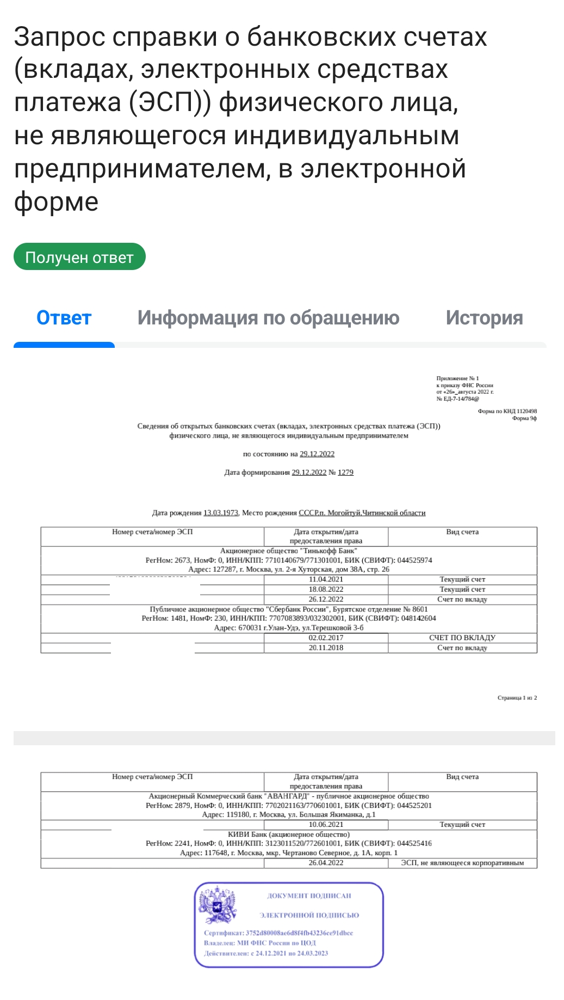 Запрос справки о банковских счетах
(вкладах, электронных средствах
платежа (ЭСП)) физического лица,
не являющегося индивидуальным
предпринимателем, в электронной
форме
Получен ответ
Ответ Информация по обращению История
Приложение № 1
к приказу ФНС России
от «26»_августа 2022 г.
№ ЕД-7-14/784@
Форма по КНД 1120498
Форма 9ф
Сведения об открытых банковских счетах (вкладах, электронных средствах платежа (ЭСП))
физического лица, не являющегося индивидуальным предпринимателем
по состоянию на 29.12.2022
Дата формирования 29.12.2022 № 1279
Дата рождения 13.03.1973, Место рождения СССР,п. Могойтуй,Читинской области
Номер счета/номер ЭСП Дата открытия/дата Вид счета
предоставления права
Акционерное общество "Тинькофф Банк"
РегНом: 2673, НомФ: 0, ИНН/КПП: 7710140679/771301001, БИК (СВИФТ): 044525974
Адрес: 127287, г. Москва, ул. 2-я Хуторская, дом 38А, стр. 26
11.04.2021 Текущий счет
18.08.2022 Текущий счет
26.12.2022 Счет по вкладу
Публичное акционерное общество "Сбербанк России", Бурятское отделение № 8601
РегНом: 1481, НомФ: 230, ИНН/КПП: 7707083893/032302001, БИК (СВИФТ): 048142604
Адрес: 670031 г.Улан-Удэ, ул.Терешковой 3-б
02.02.2017 СЧЕТ ПО ВКЛАДУ
20.11.2018 Счет по вкладу
Страница 1 из 2
Номер счета/номер ЭСП Дата открытия/дата Вид счета
предоставления права
Акционерный Коммерческий банк "АВАНГАРД" - публичное акционерное общество
РегНом: 2879, НомФ: 0, ИНН/КПП: 7702021163/770601001, БИК (СВИФТ): 044525201
Адрес: 119180, г. Москва, ул. Большая Якиманка, д.1
10.06.2021 Текущий счет
КИВИ Банк (акционерное общество)
РегНом: 2241, НомФ: 0, ИНН/КПП: 3123011520/772601001, БИК (СВИФТ): 044525416
Адрес: 117648, г. Москва, мкр. Чертаново Северное, д. 1А, корп. 1
26.04.2022 ЭСП, не являющееся корпоративным
ДОКУМЕНТ ПОДПИСАН
ЭЛЕКТРОННОЙ ПОДПИСЬЮ
Сертификат: 3752d80008ae6d8f4fb43236ce91dbcc
Владелец: МИ ФНС России по ЦОД
Действителен: с 24.12.2021 по 24.03.2023